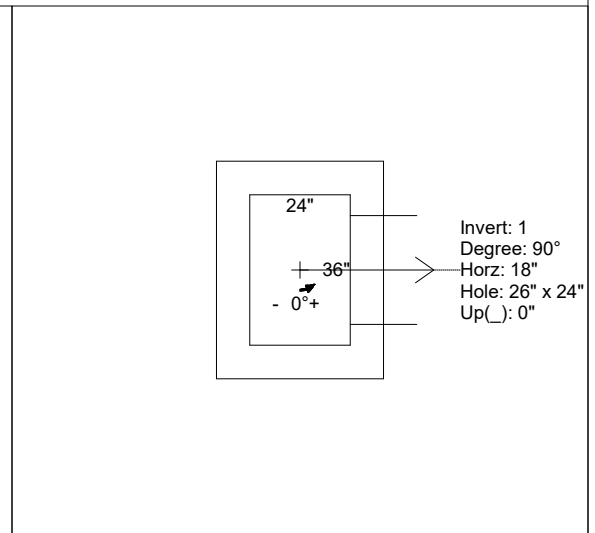 24"
36"
- 0°+
Invert: 1
Degree: 90°
Horz: 18"
Hole: 26" x 24"
Up(_): 0"